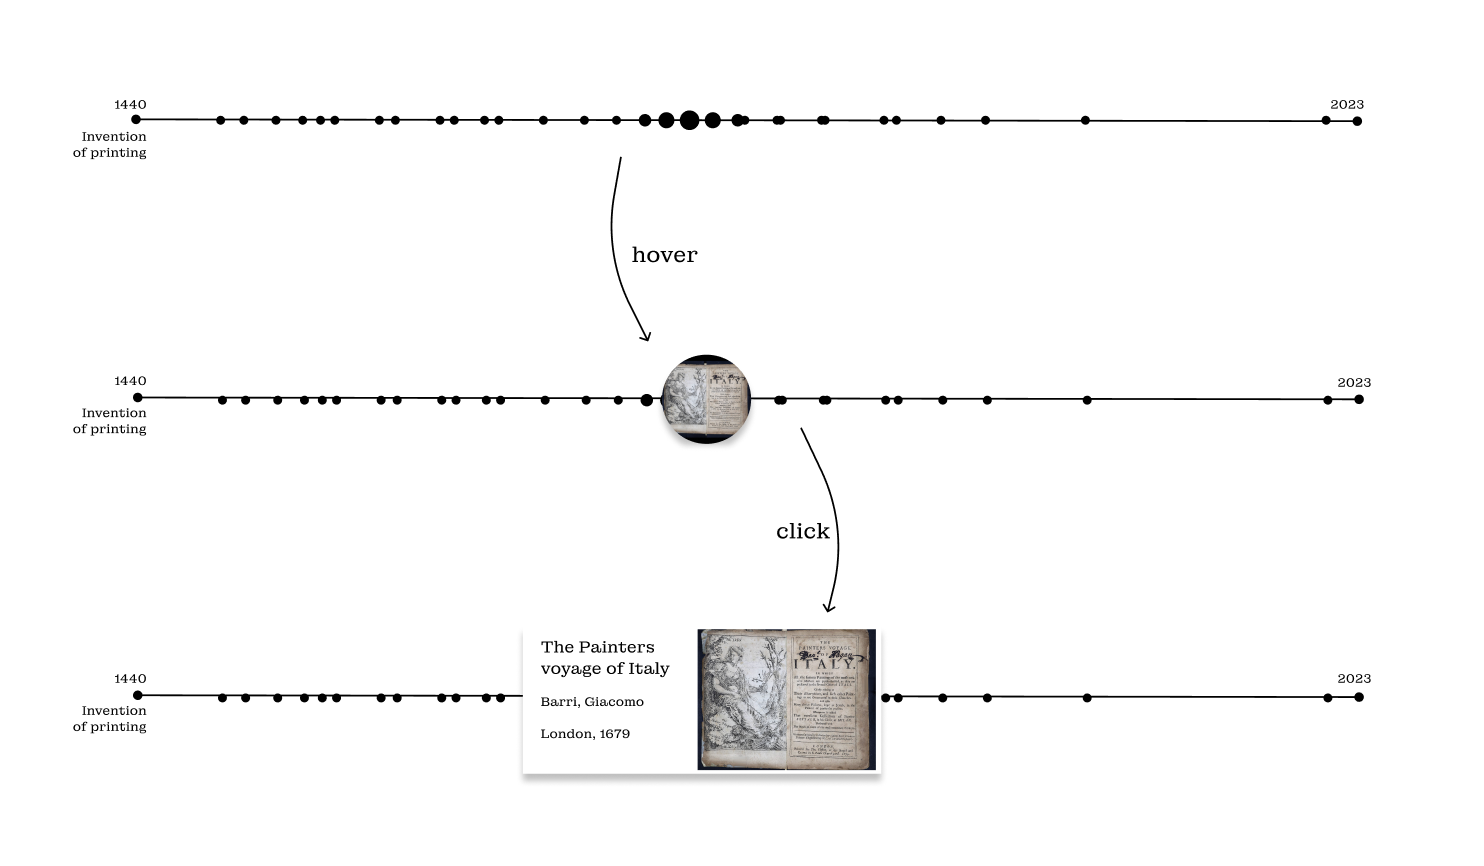 1440
2023
Invention
of printing
hover
1440
2023
Invention
of printing
ITALY
click
The Painters
voyage of Italy
Barri, Giacomo
London, 1679
THE
PAINTERS VOYAGE
OF
ITALY.
1440
2023
Invention
of printing